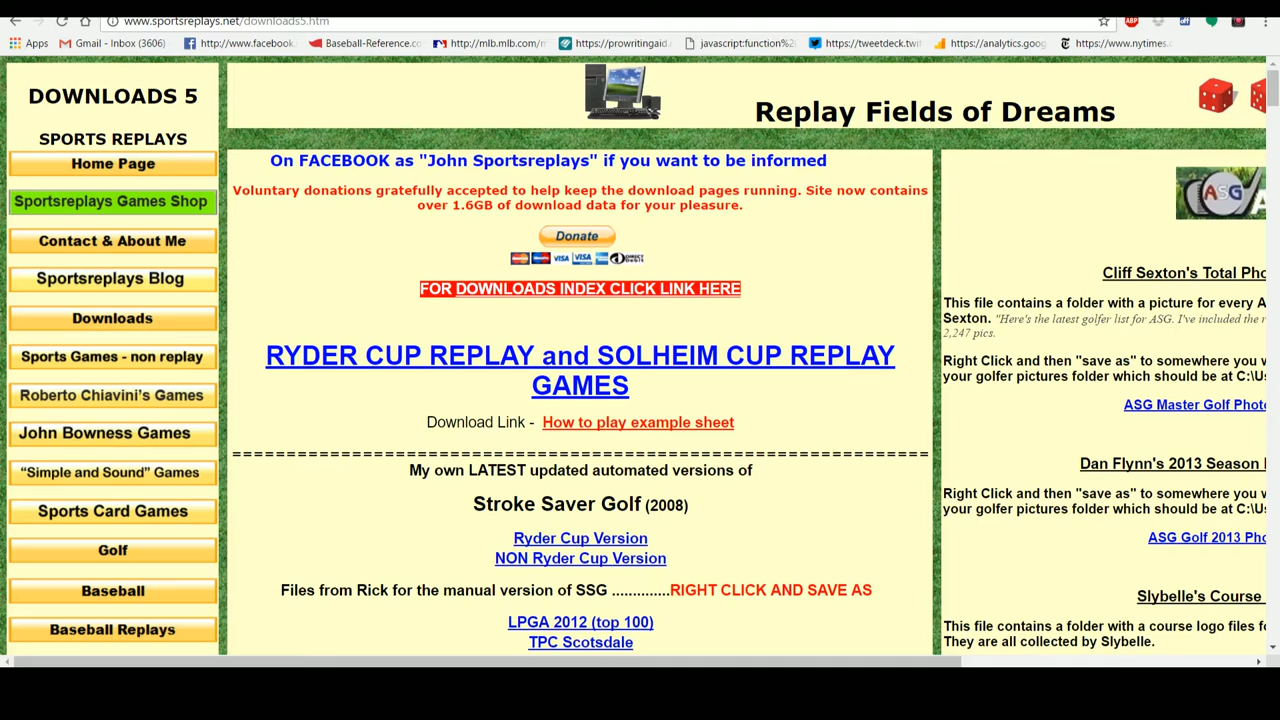 www.sportsreplays.net/downloads5.htm
Apps
Gmail - Inbox (3606)
http://www.facebook.
Baseball-Reference.co
http://mlb.mlb.com/n
https://prowritingaid.
javascript:function%2
https://tweetdeck.twi
https://analytics.goog
https://www.nytimes.
DOWNLOADS 5
SPORTS REPLAYS
Home Page
Sportsreplays Games Shop
Contact & About Me
Sportsreplays Blog
Downloads
Sports Games - non replay
Roberto Chiavini's Games
John Bowness Games
“Simple and Sound” Games
Sports Card Games
Golf
Baseball
Baseball Replays
Replay Fields of Dreams
On FACEBOOK as "John Sportsreplays" if you want to be informed
Voluntary donations gratefully accepted to help keep the download pages running. Site now contains
over 1.6GB of download data for your pleasure.
Donate
FOR DOWNLOADS INDEX CLICK LINK HERE
RYDER CUP REPLAY and SOLHEIM CUP REPLAY
GAMES
Download Link - How to play example sheet
My own LATEST updated automated versions of
Stroke Saver Golf (2008)
Ryder Cup Version
NON Ryder Cup Version
Files from Rick for the manual version of SSG ..............RIGHT CLICK AND SAVE AS
LPGA 2012 (top 100)
TPC Scotsdale
ASG
Cliff Sexton's Total Pho
This file contains a folder with a picture for every A
Sexton. "Here's the latest golfer list for ASG. I've included the r
2,247 pics.
Right Click and then "save as" to somewhere you w
your golfer pictures folder which should be at C:\Us
ASG Master Golf Photo
Dan Flynn's 2013 Season
Right Click and then "save as" to somewhere you w
your golfer pictures folder which should be at C:\Us
ASG Golf 2013 Pho
Slybelle's Course
This file contains a folder with a course logo files fo
They are all collected by Slybelle.